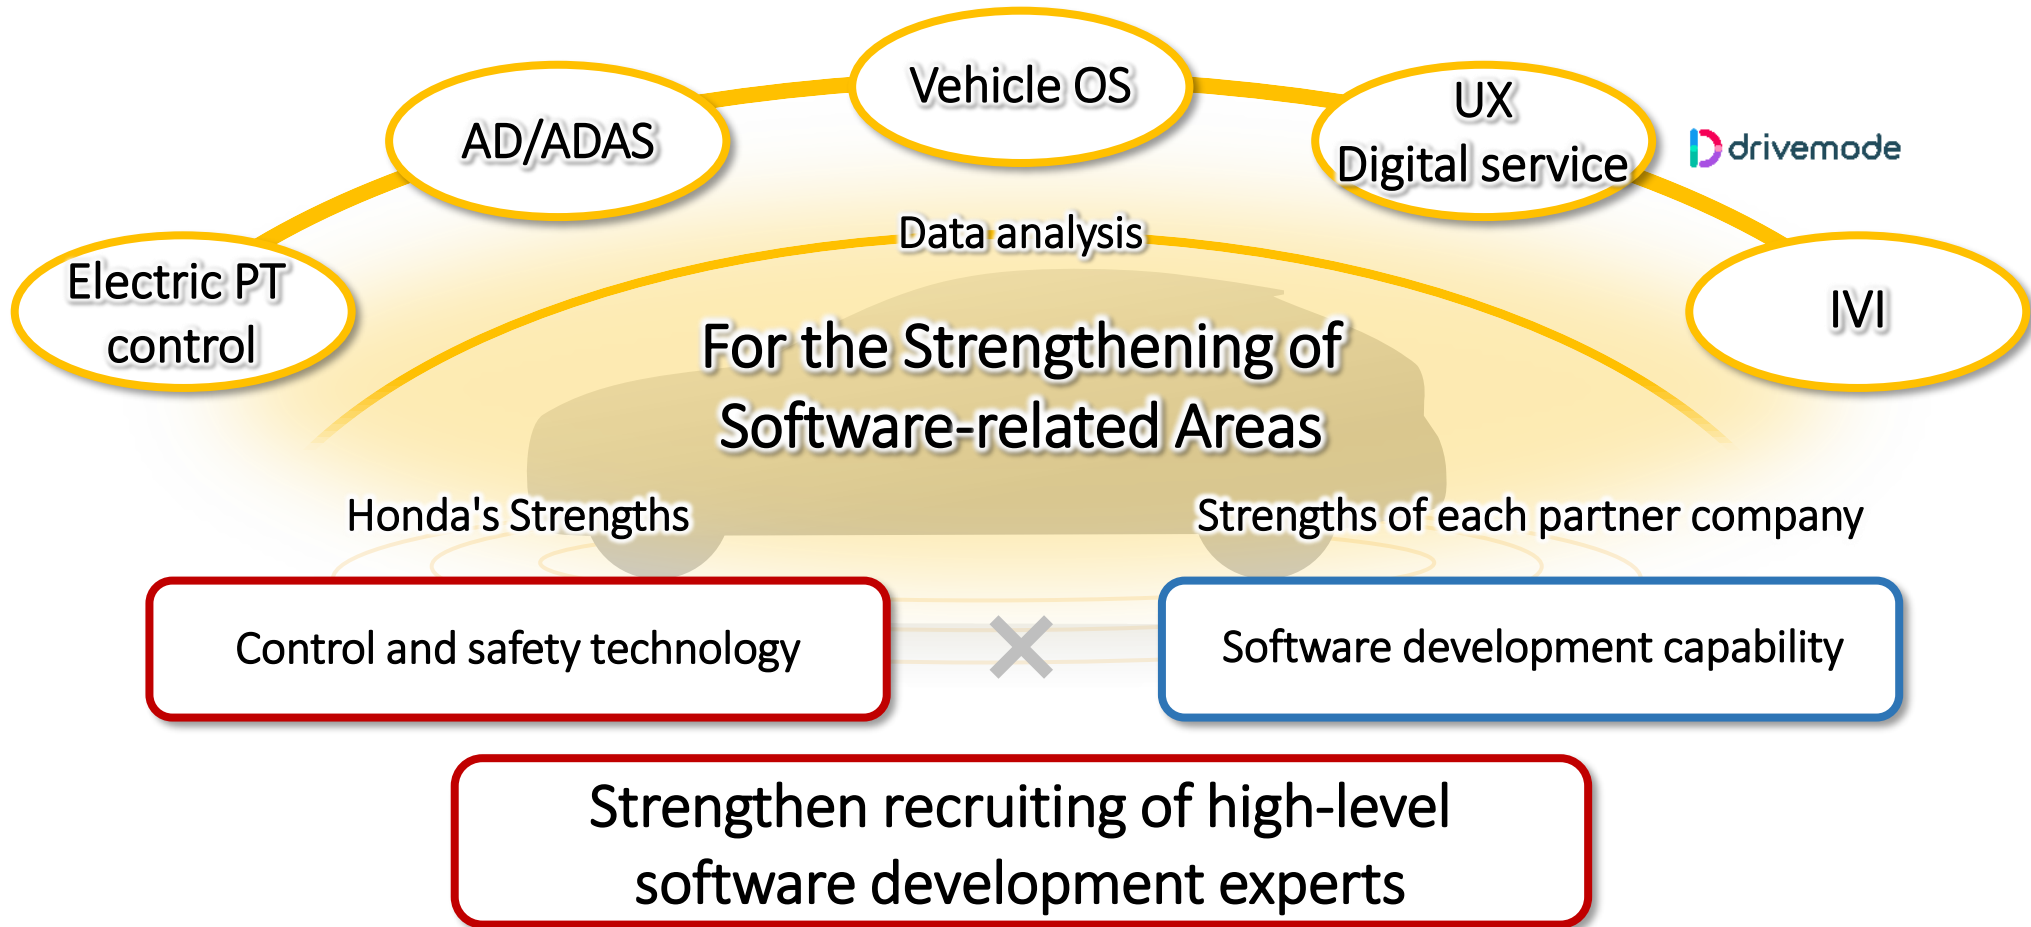 Vehicle OS
AD/ADAS
UX
Digital service
drivemode
Data analysis
Electric PT
control
IVI
For the Strengthening of
Software-related Areas
Honda's Strengths
Strengths of each partner company
Control and safety technology
×
Software development capability
Strengthen recruiting of high-level
software development experts